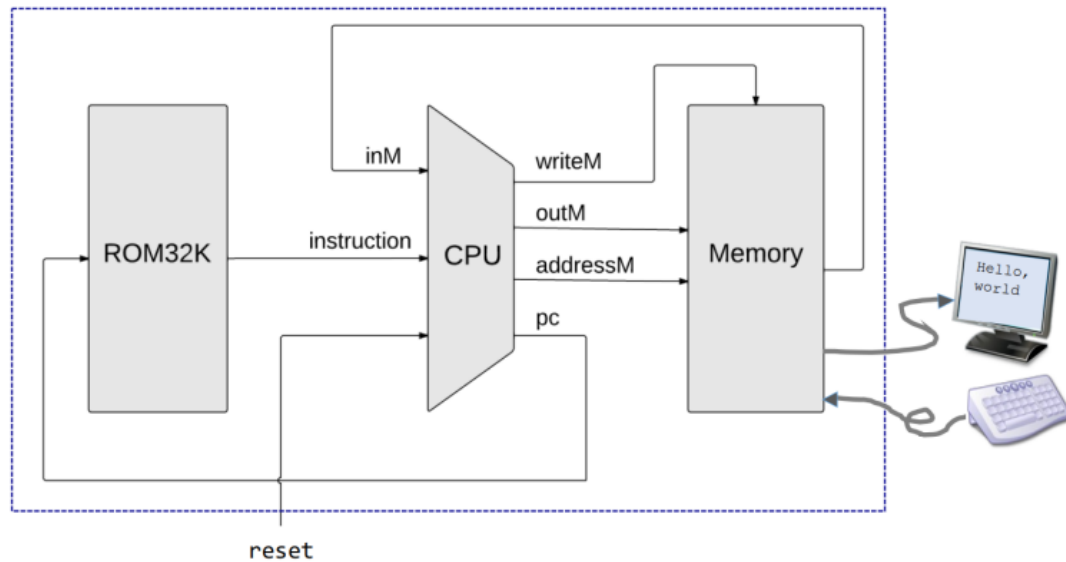 inM
writeM
outM
instruction
ROM32K
CPU
Memory
addressM
pc
Hello,
world
reset